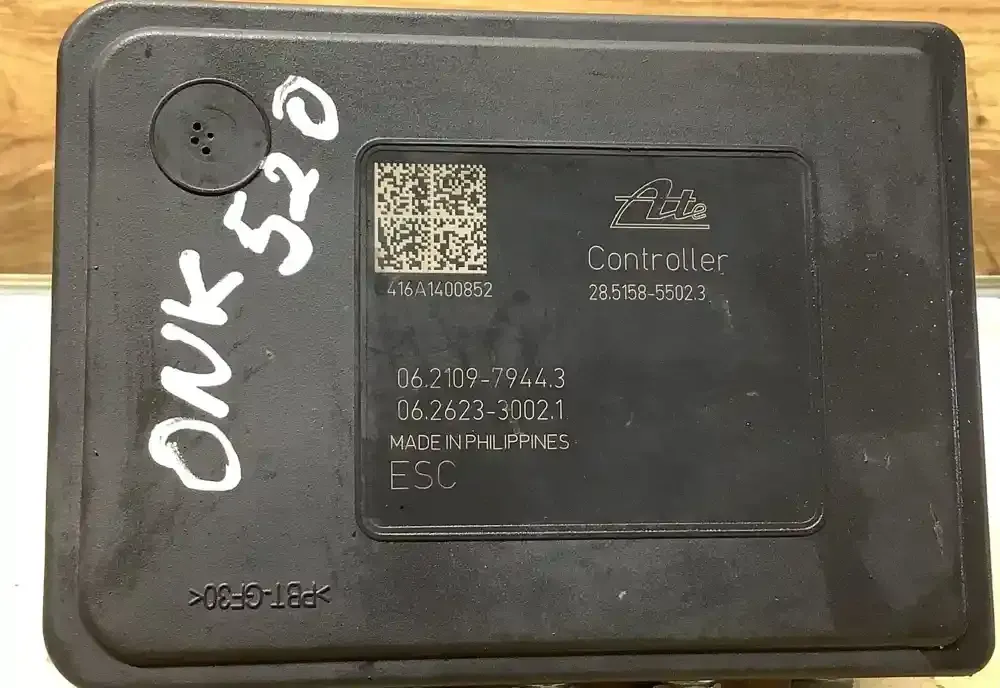 ONK 520
Ate
Controller
416A1400852
28.5158-5502.3
06.2109-7944.3
06.2623-3002.1
MADE IN PHILIPPINES
ESC
>PBT-GF30<